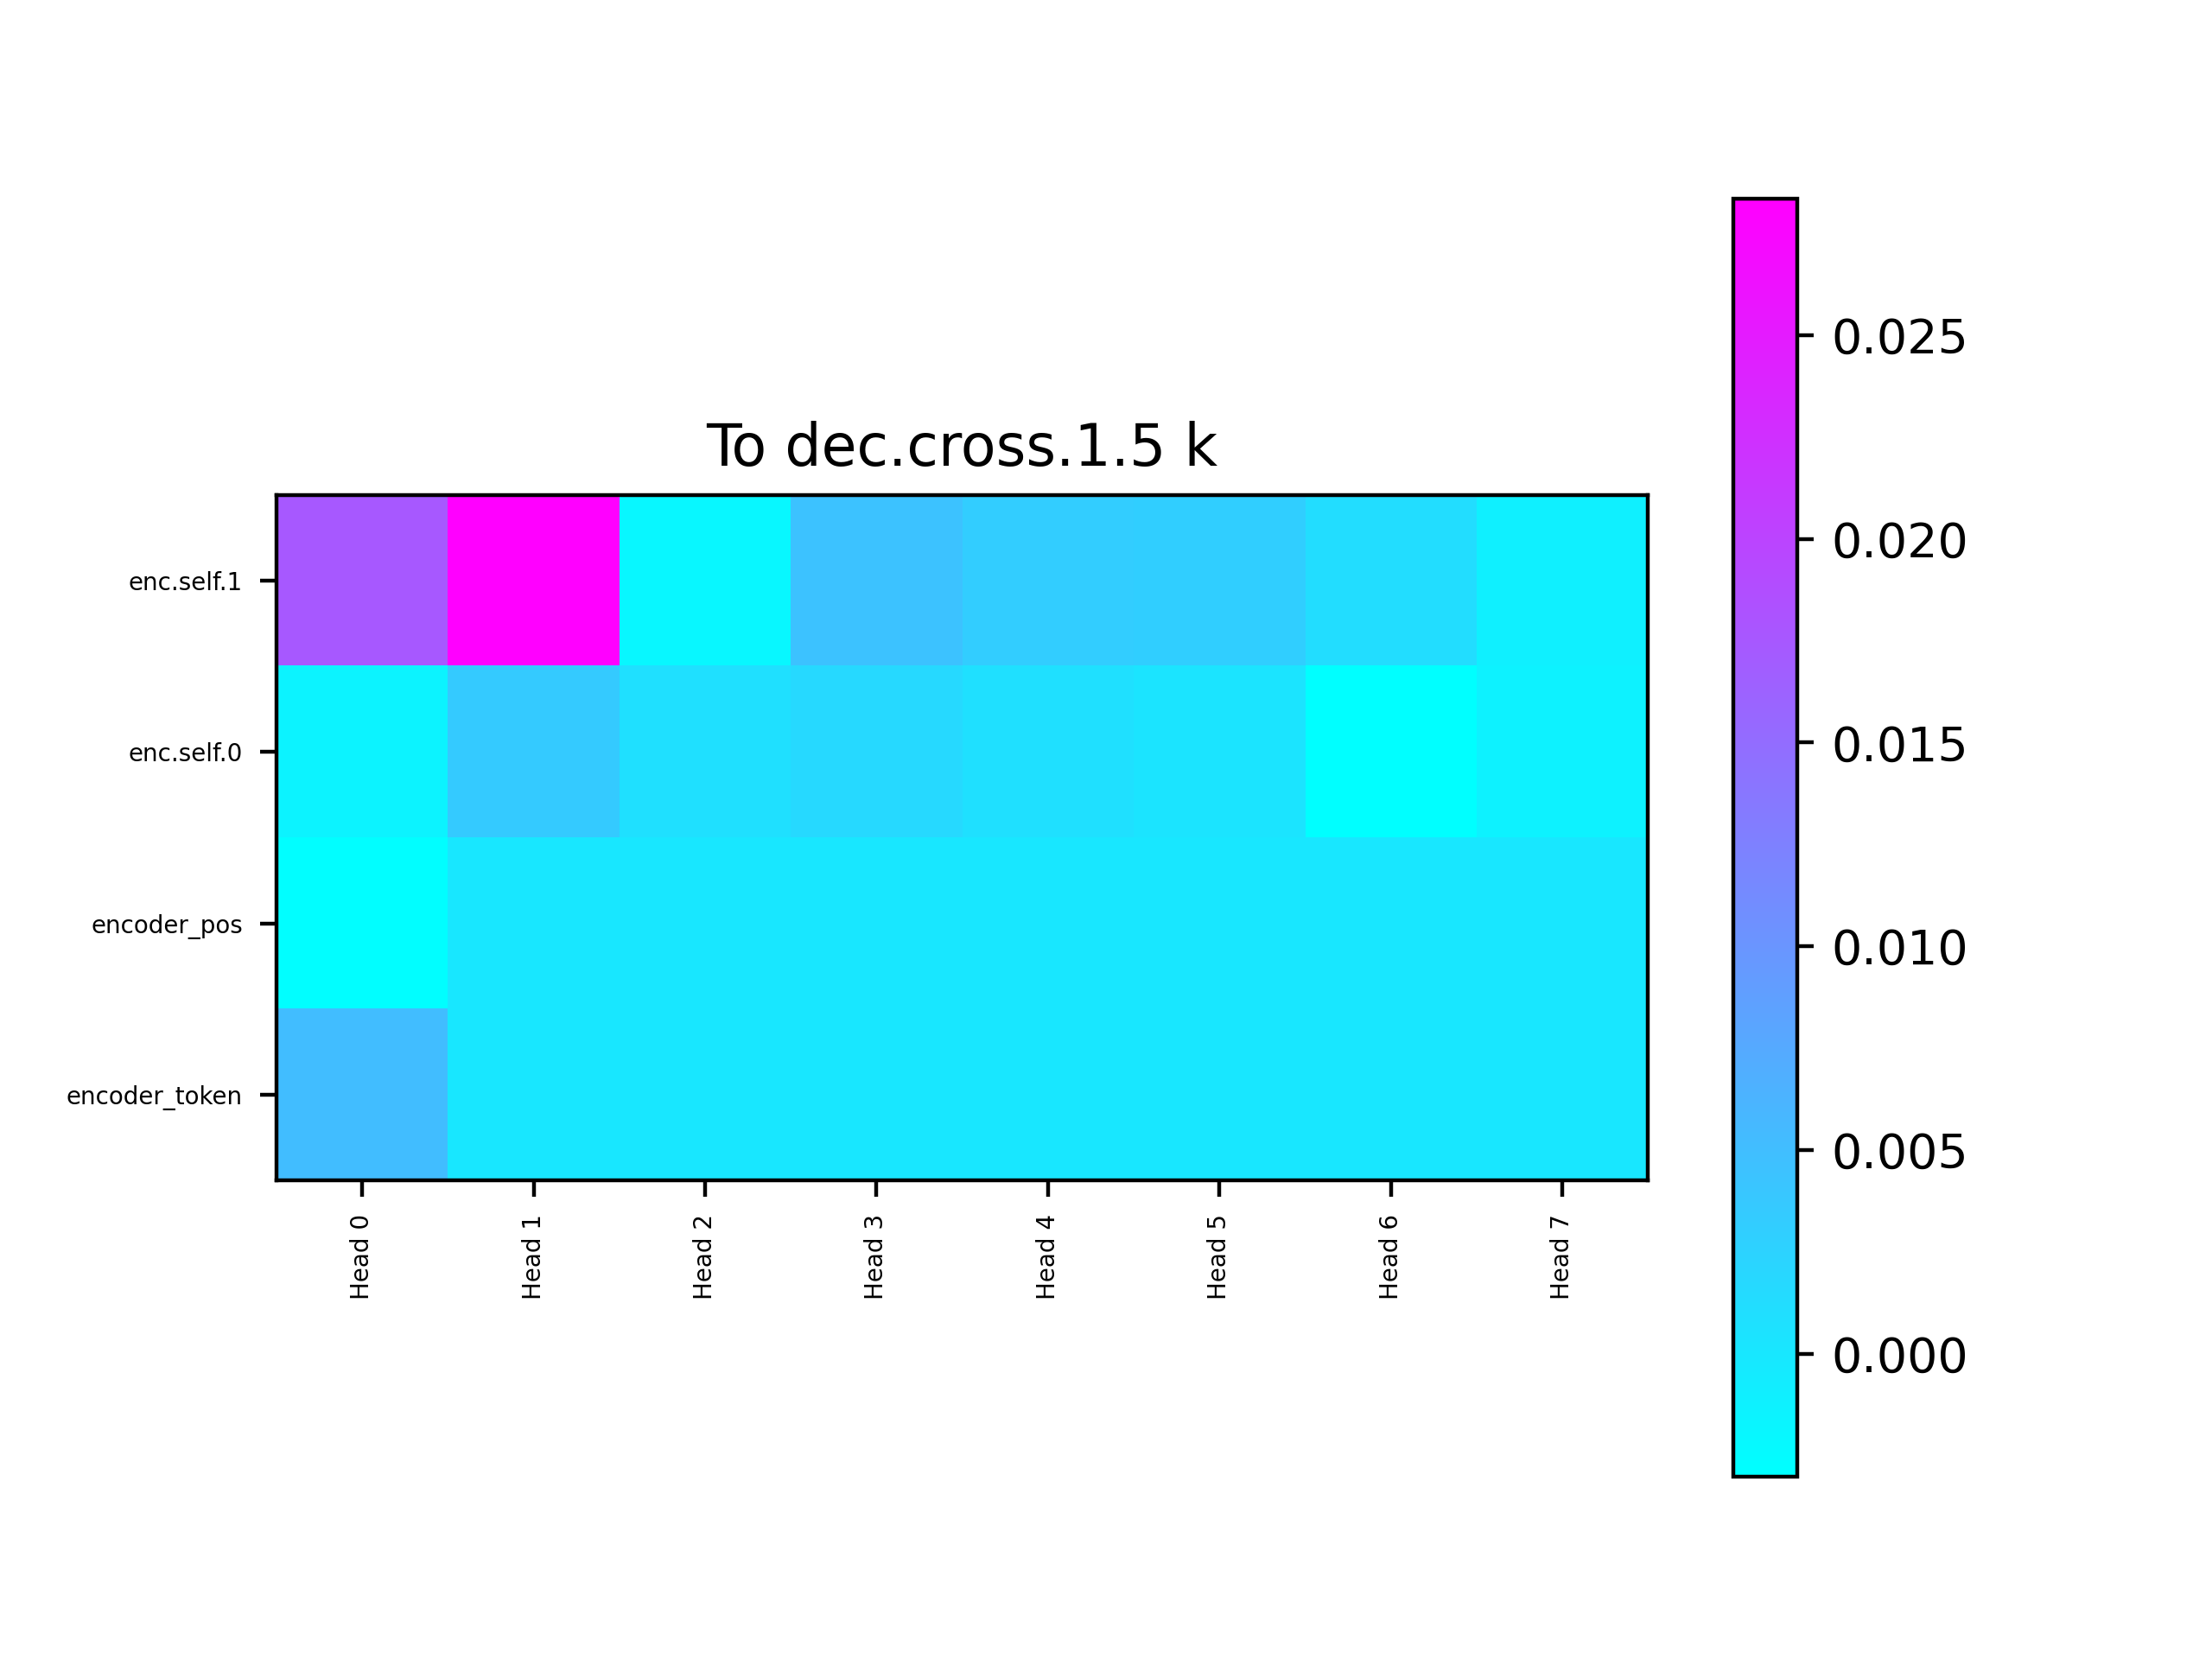 To dec.cross.1.5 k
enc.self.1
enc.self.0
encoder_pos
encoder_token
Head 0
Head 1
Head 2
Head 3
Head 4
Head 5
Head 6
Head 7
0.025
0.020
0.015
0.010
0.005
0.000